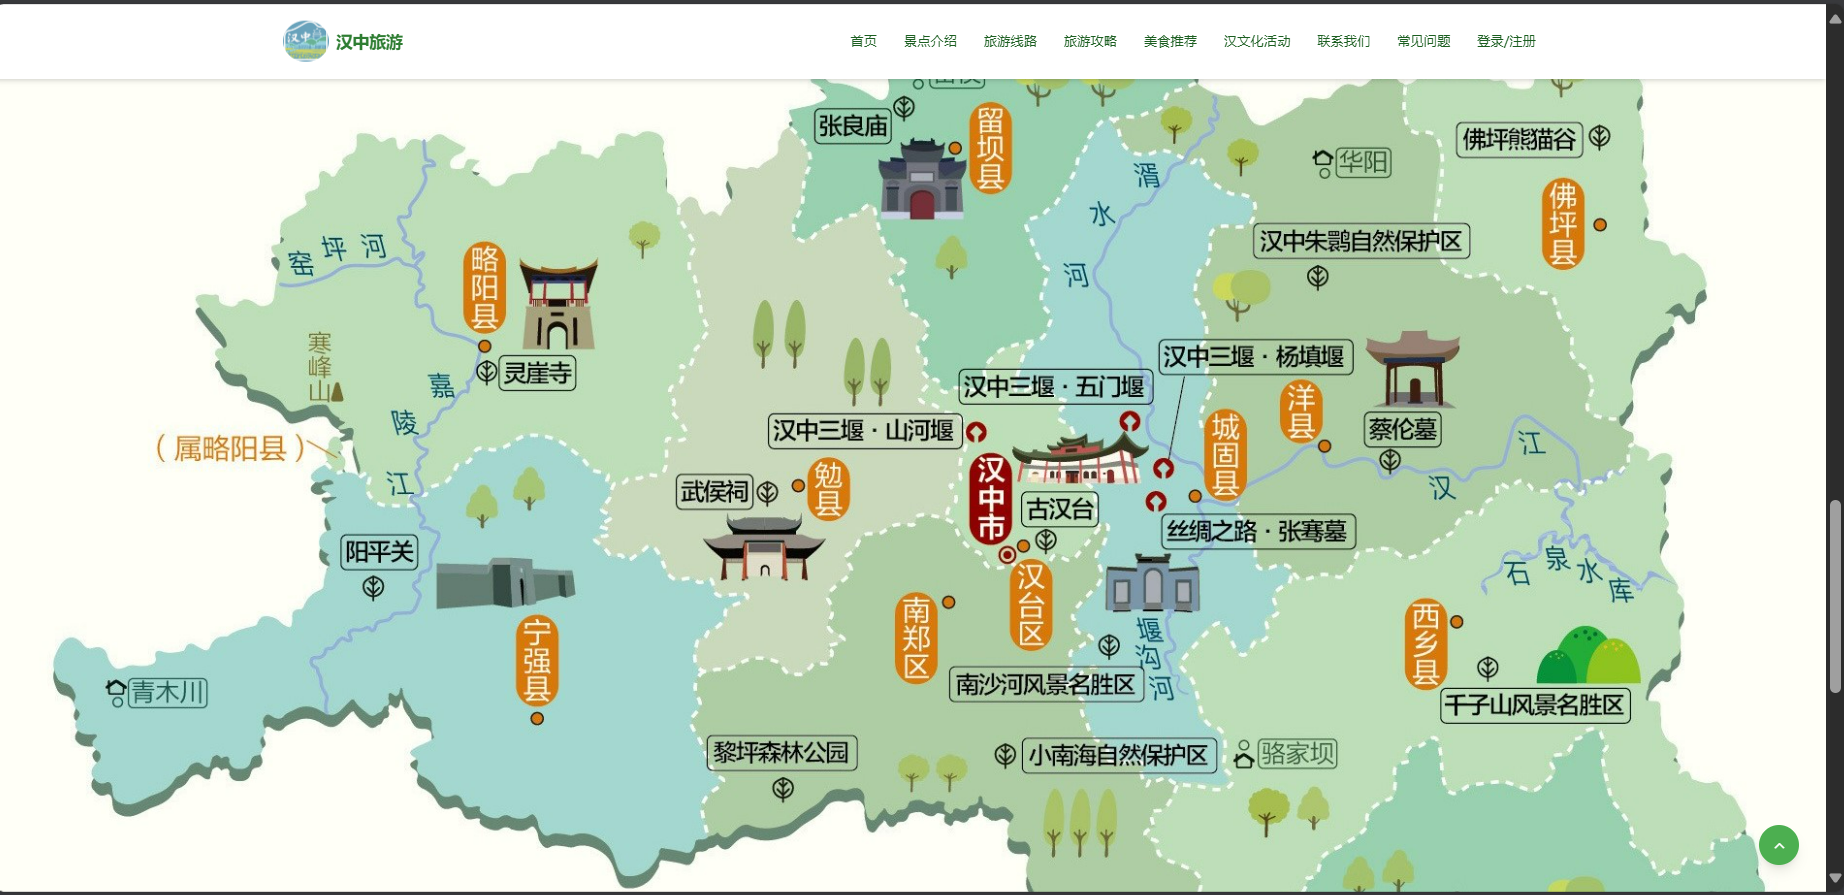 汉中旅游
首页
景点介绍
旅游线路
旅游攻略
美食推荐
汉文化活动
联系我们
常见问题
登录/注册
张良庙
留坝县
湑水河
华阳
佛坪熊猫谷
佛坪县
汉中朱鹮自然保护区
窑坪河
略阳县
灵崖寺
寒峰山
嘉陵江
（属略阳县）
汉中三堰·杨填堰
汉中三堰·五门堰
汉中三堰·山河堰
洋县
蔡伦墓
城固县
汉江
武侯祠
勉县
汉中市
古汉台
丝绸之路·张骞墓
阳平关
汉台区
南郑区
石泉水库
宁强县
堰沟河
西乡县
南沙河风景名胜区
千子山风景名胜区
青木川
黎坪森林公园
小南海自然保护区
骆家坝